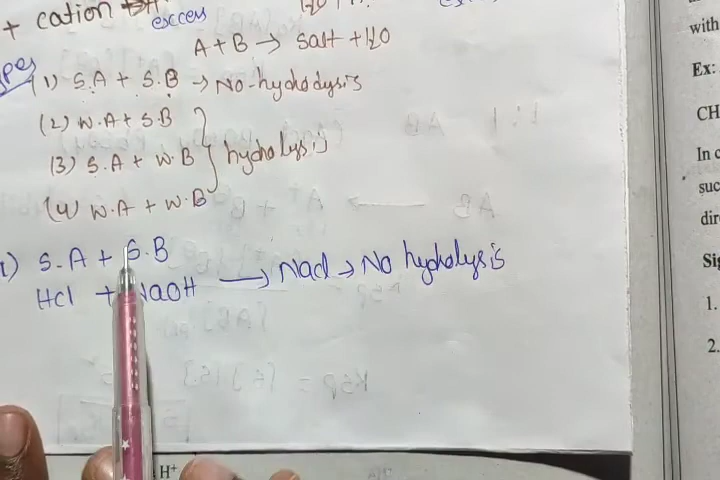 + cation
excess
A + B → Salt + H2O
(1) S.A + S.B → No-hydrolysis
(2) W.A + S.B
(3) S.A + W.B } hydrolysis
(4) W.A + W.B
1) S.A + S.B
HCl + NaOH → NaCl → No hydrolysis
H+
with
Ex:
CH
In c
suc
dir
Sig
1.
2.